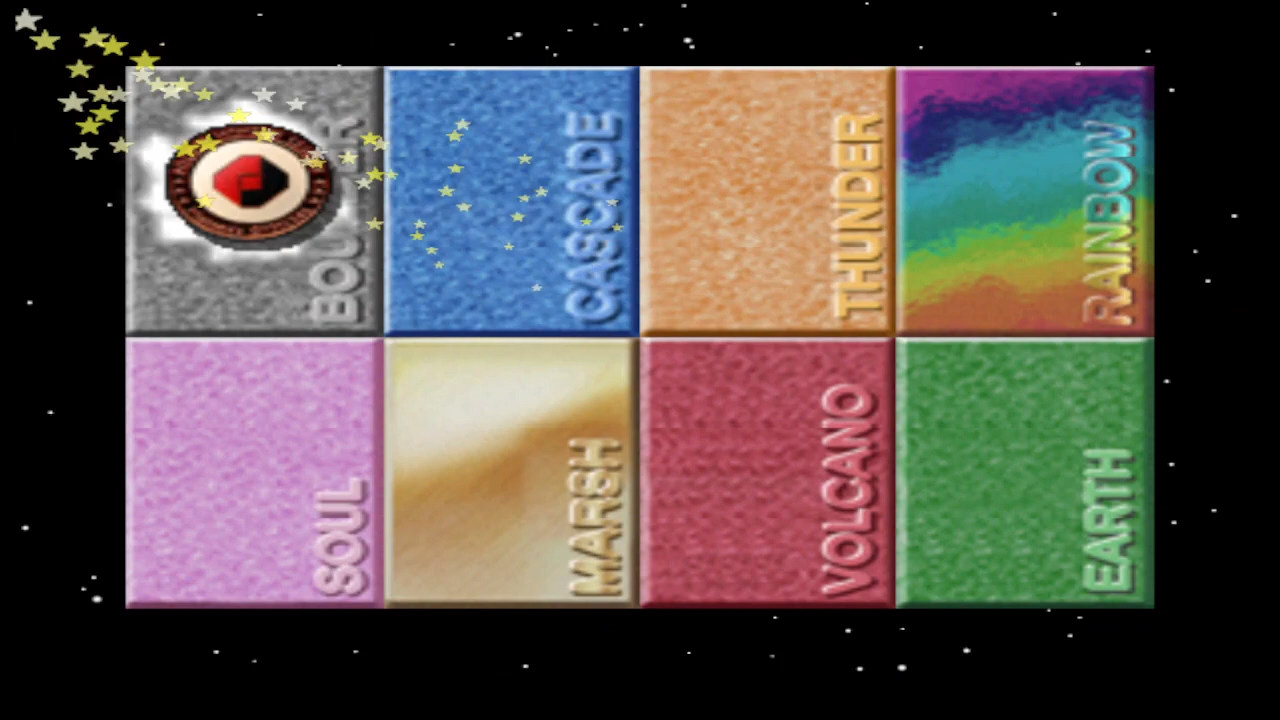 CASCADE
THUNDER
RAINBOW
SOUL
MARSH
VOLCANO
EARTH